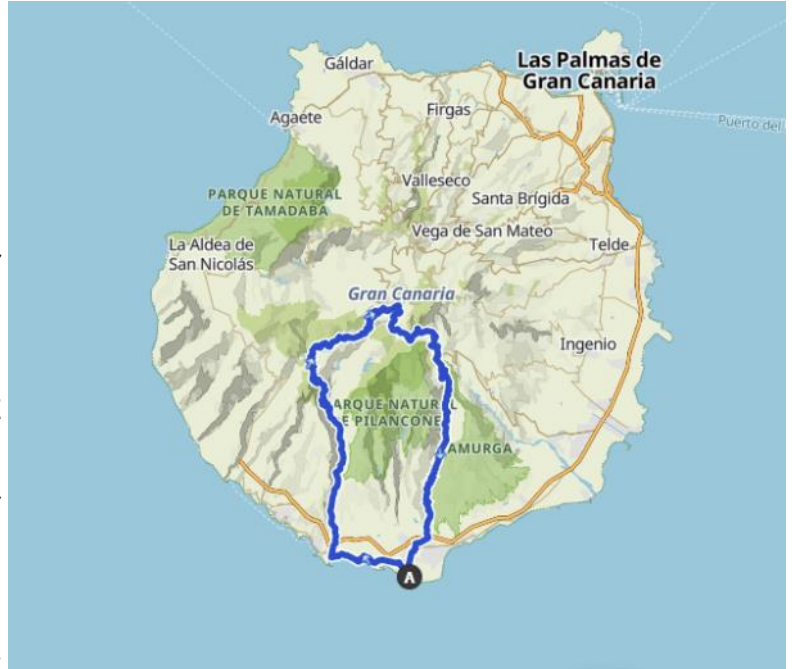 Gáldar
Las Palmas de
Gran Canaria
Agaete
Firgas
Puerto del
Valleseco
PARQUE NATURAL
DE TAMADABA
Santa Brígida
Vega de San Mateo
La Aldea de
San Nicolás
Telde
Gran Canaria
Ingenio
ARQUE NATURAL
E PILANCONE
AMURGA
A